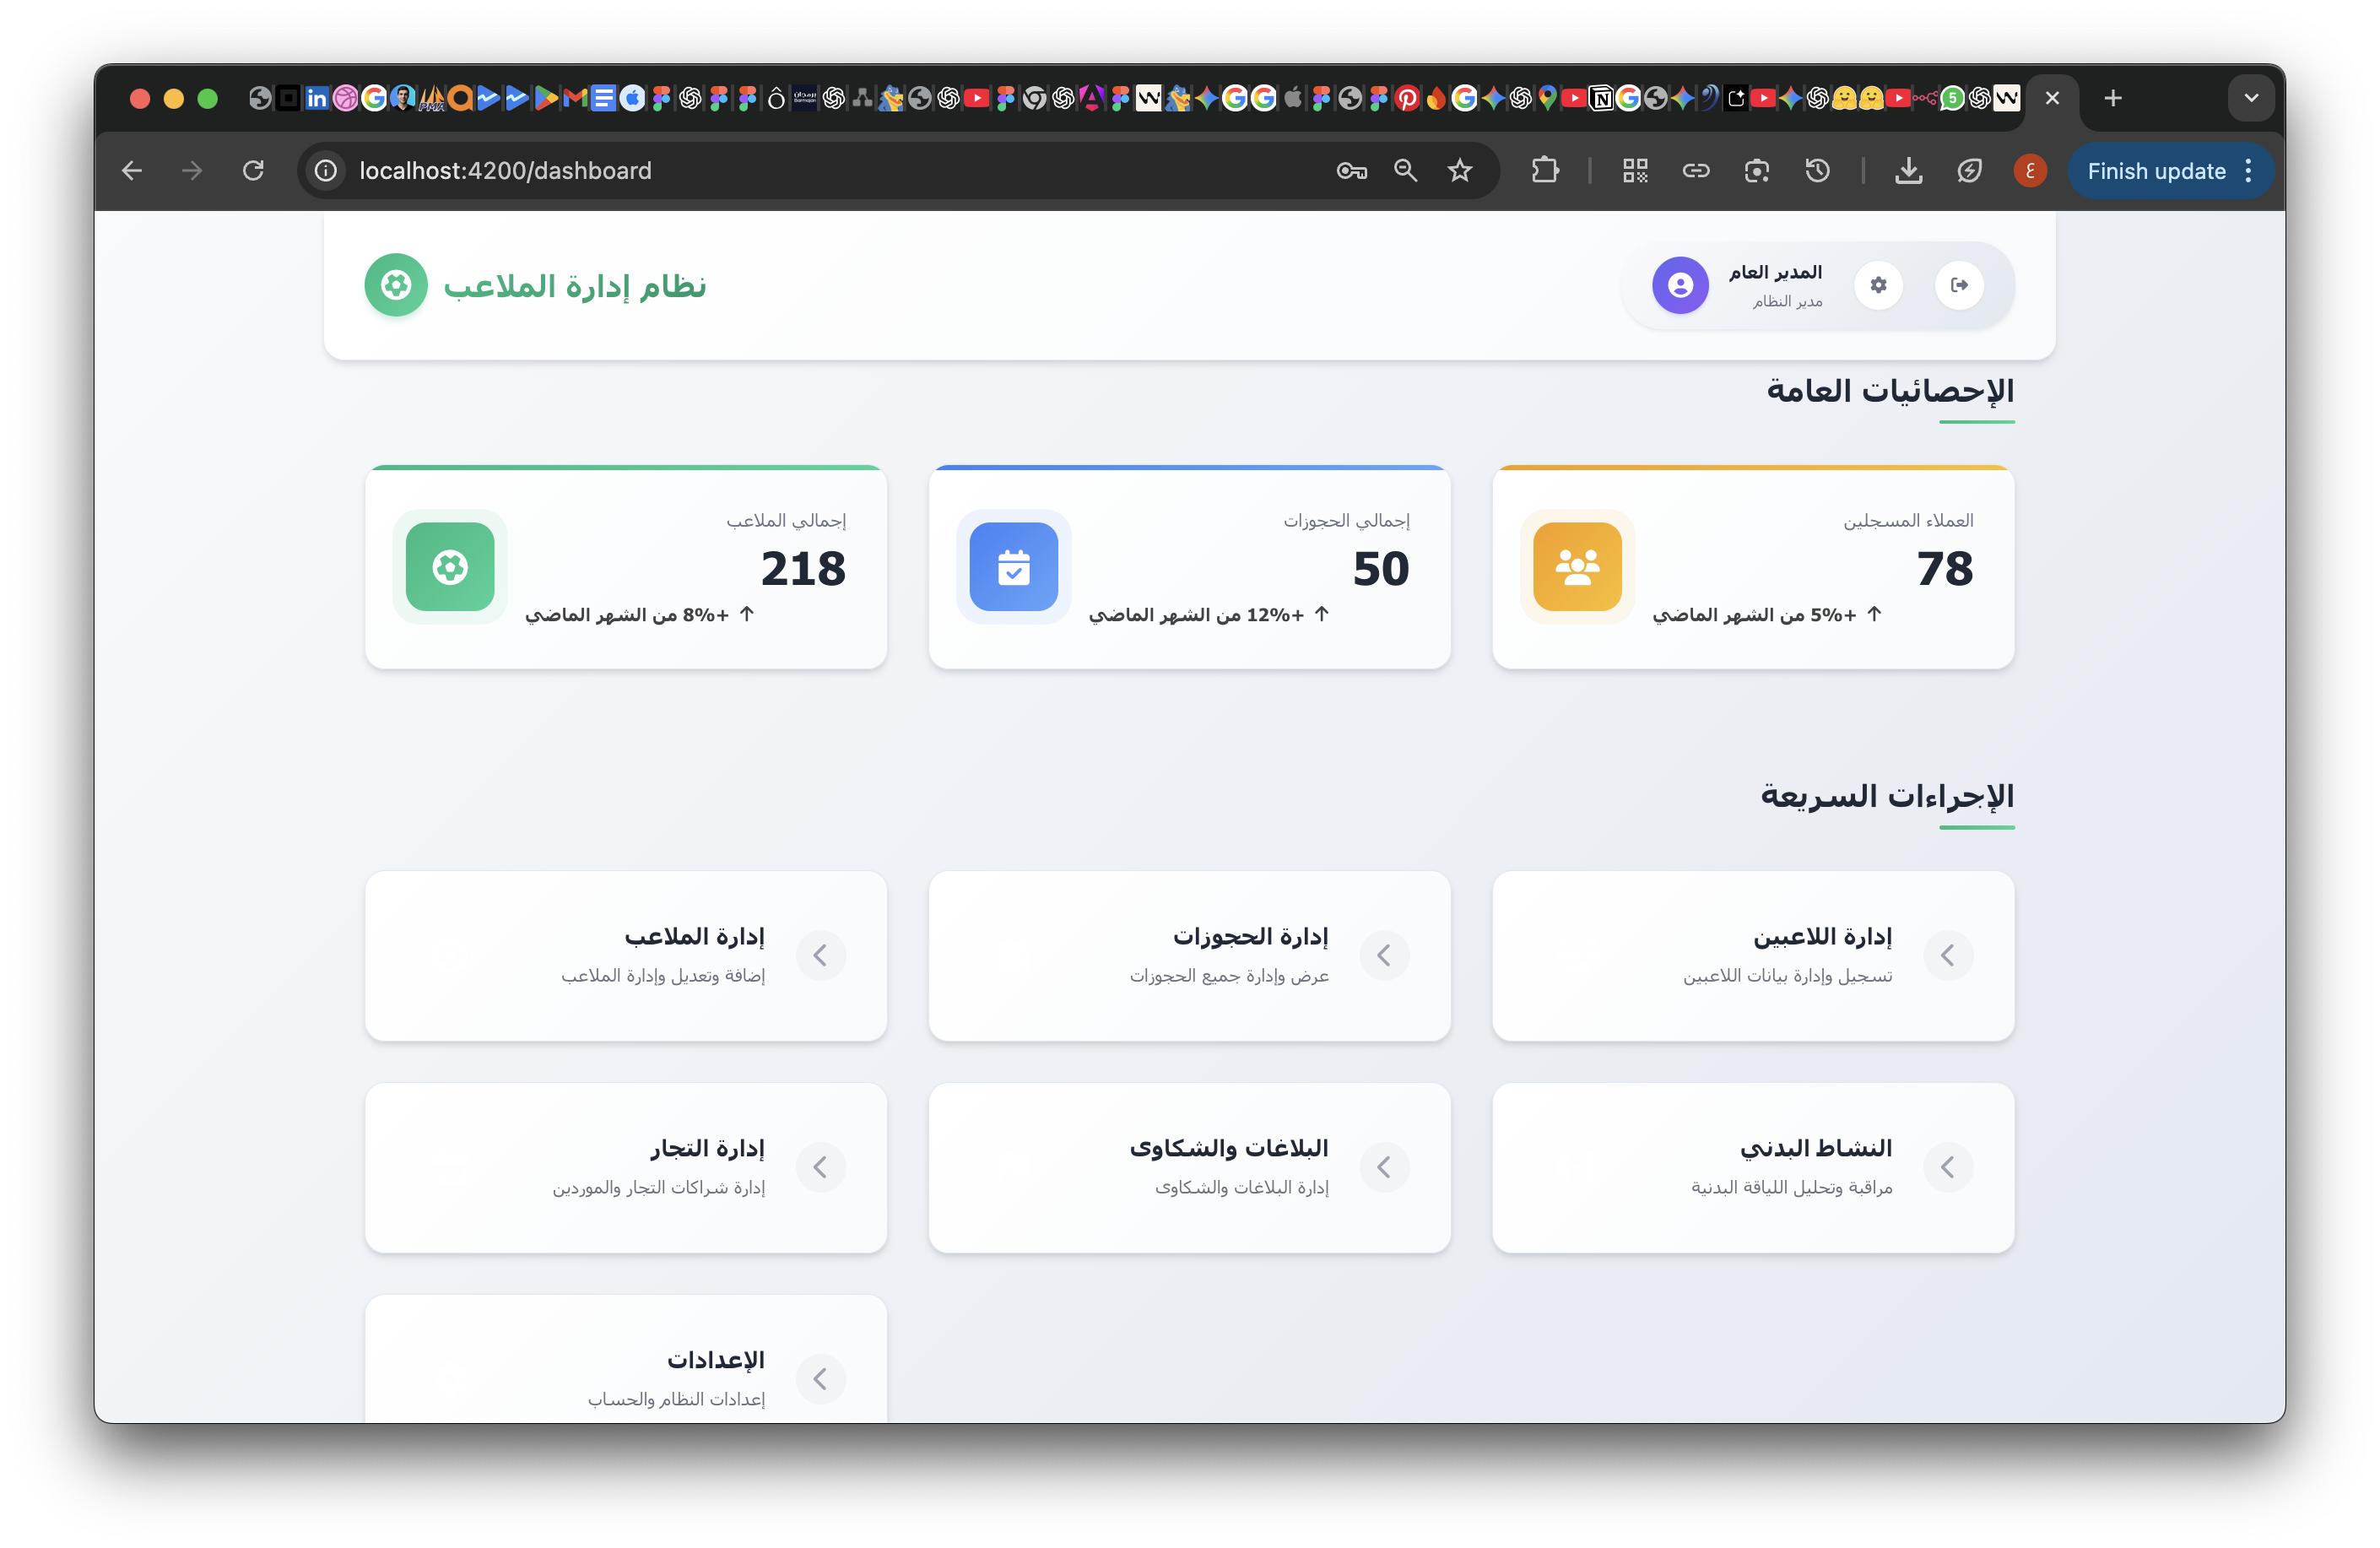 localhost:4200/dashboard
Finish update
ε
5
نظام إدارة الملاعب
المدير العام
مدير النظام
الإحصائيات العامة
العملاء المسجلين
78
+5% من الشهر الماضي
إجمالي الحجوزات
50
+12% من الشهر الماضي
إجمالي الملاعب
218
+8% من الشهر الماضي
الإجراءات السريعة
إدارة اللاعبين
تسجيل وإدارة بيانات اللاعبين
إدارة الحجوزات
عرض وإدارة جميع الحجوزات
إدارة الملاعب
إضافة وتعديل وإدارة الملاعب
النشاط البدني
مراقبة وتحليل اللياقة البدنية
البلاغات والشكاوى
إدارة البلاغات والشكاوى
إدارة التجار
إدارة شراكات التجار والموردين
الإعدادات
إعدادات النظام والحساب